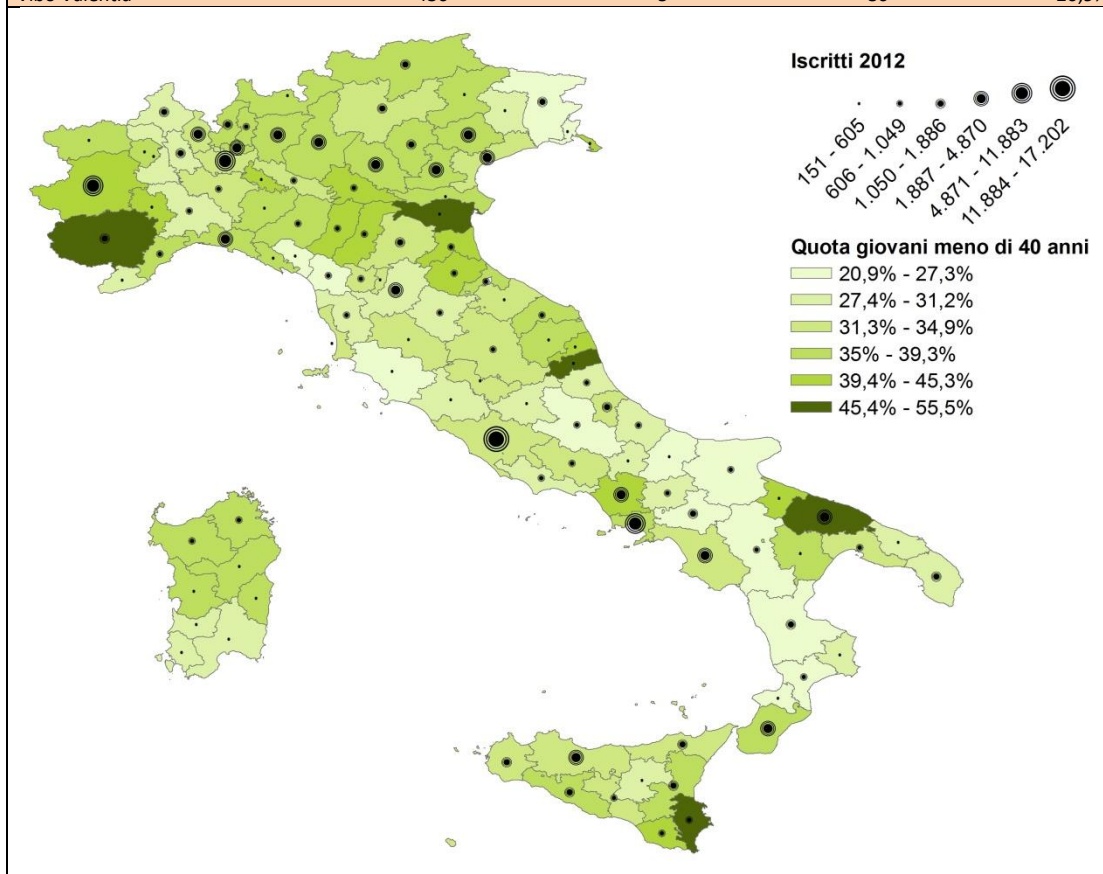 Iscritti 2012
151 - 605
606 - 1.049
1.050 - 1.886
1.887 - 4.870
4.871 - 11.883
11.884 - 17.202
Quota giovani meno di 40 anni
20,9% - 27,3%
27,4% - 31,2%
31,3% - 34,9%
35% - 39,3%
39,4% - 45,3%
45,4% - 55,5%